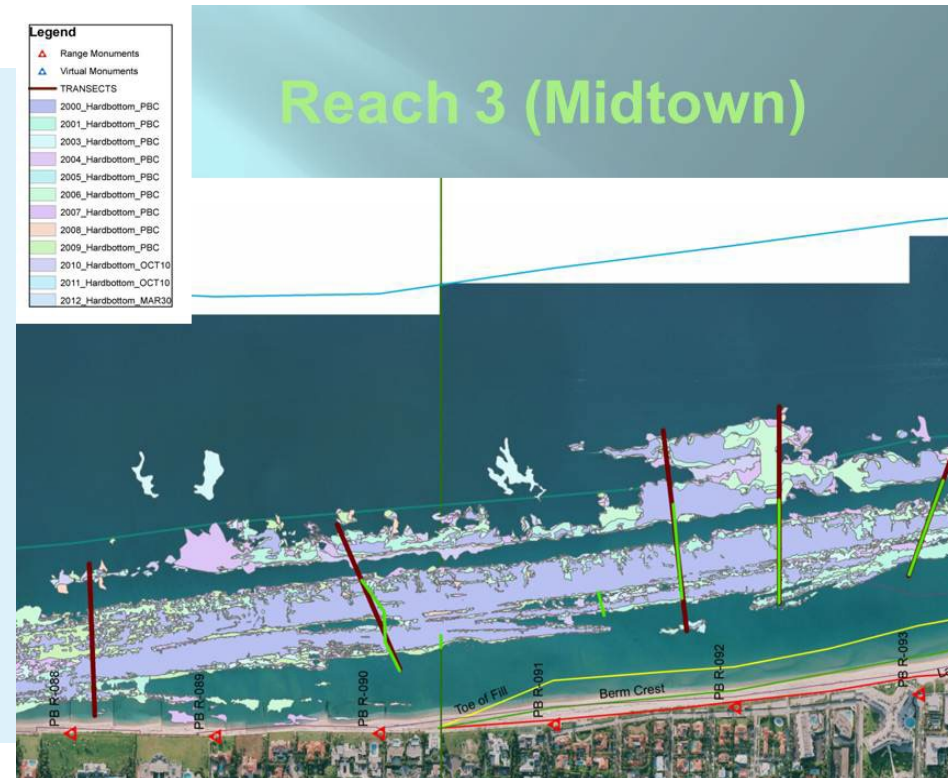 Legend
Range Monuments
Virtual Monuments
TRANSECTS
2000_Hardbottom_PBC
2001_Hardbottom_PBC
2003_Hardbottom_PBC
2004_Hardbottom_PBC
2005_Hardbottom_PBC
2006_Hardbottom_PBC
2007_Hardbottom_PBC
2008_Hardbottom_PBC
2009_Hardbottom_PBC
2010_Hardbottom_OCT10
2011_Hardbottom_OCT10
2012_Hardbottom_MAR30
Reach 3 (Midtown)
PB R-088
PB R-089
PB R-090
Toe of Fill
PB R-091
Berm Crest
PB R-092
PB R-093